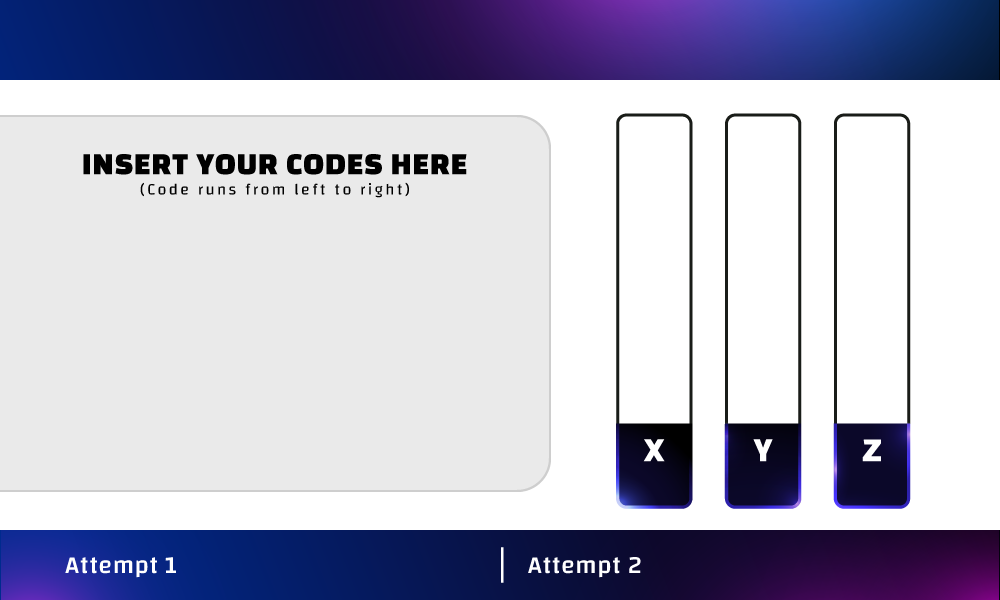 INSERT YOUR CODES HERE
(Code runs from left to right)
X Y Z
Attempt 1
Attempt 2